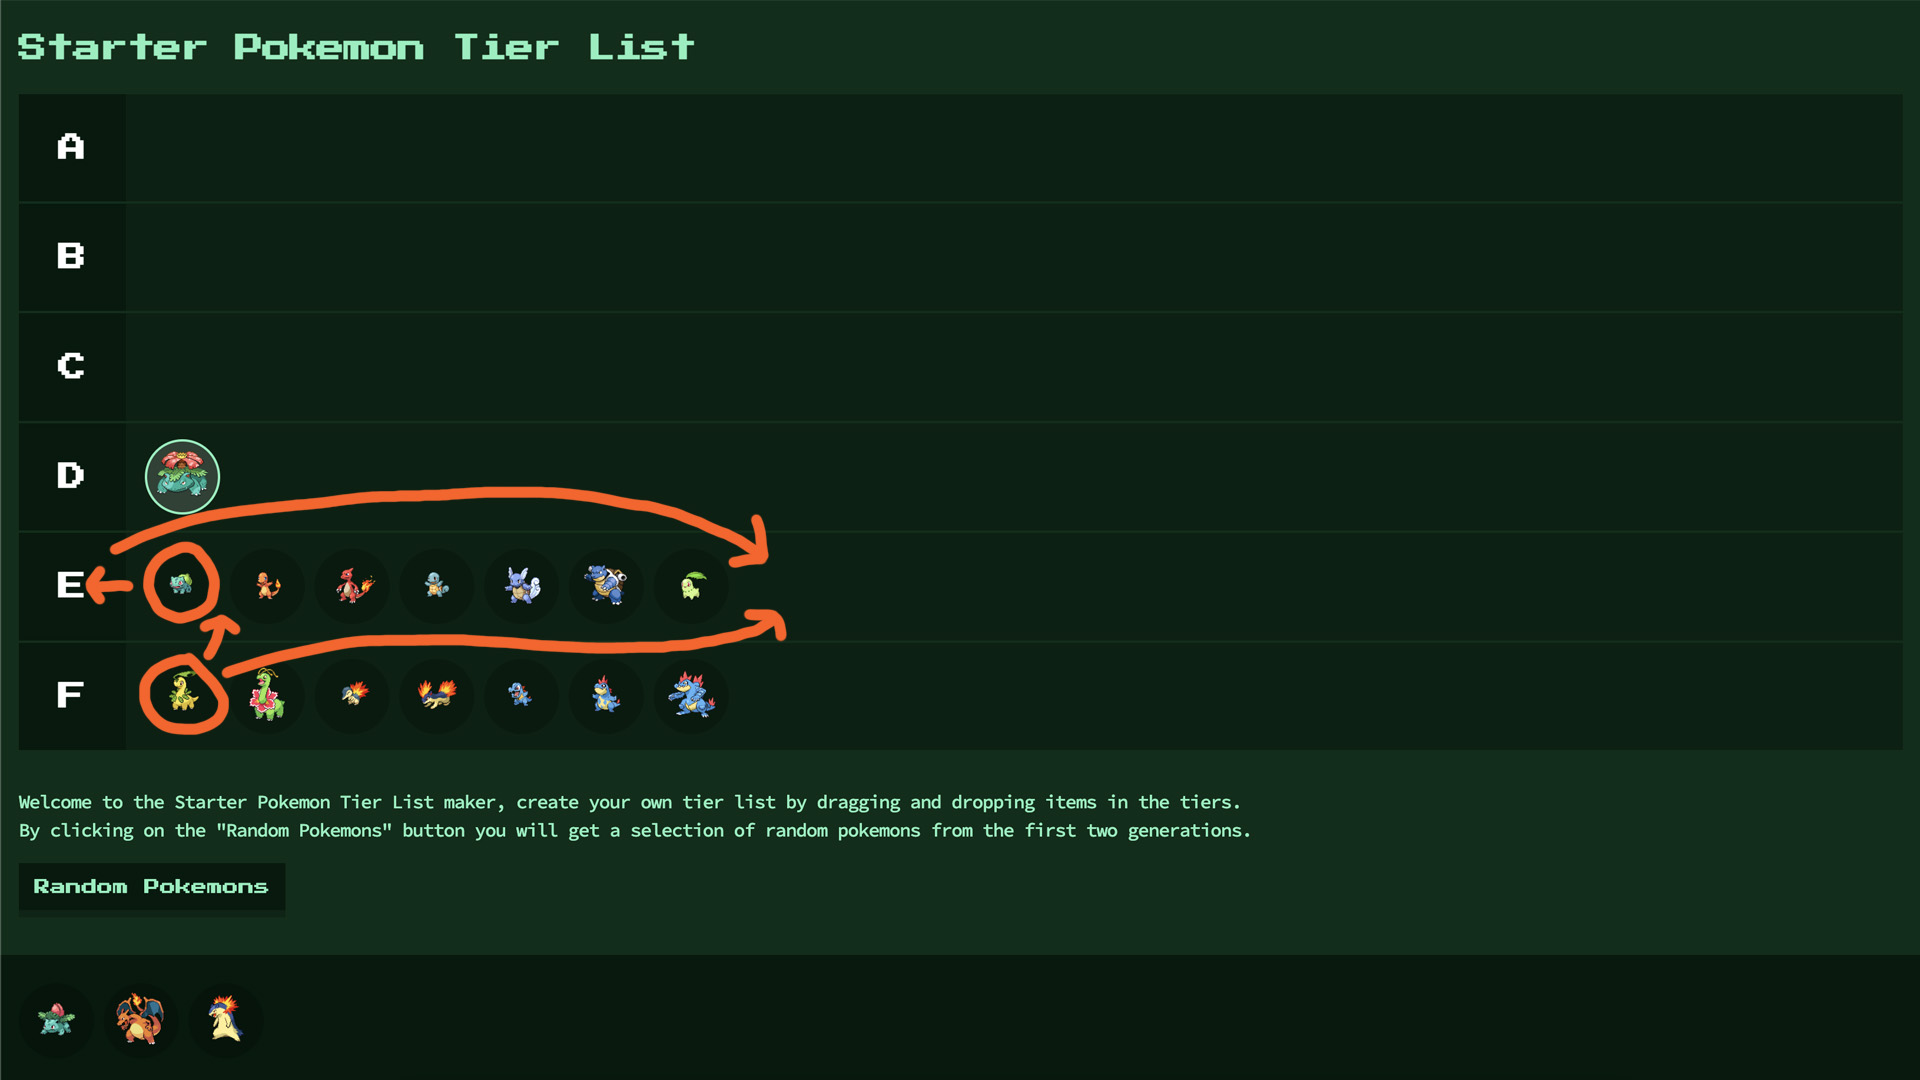 Starter Pokemon Tier List
A
B
C
D
E
F
Welcome to the Starter Pokemon Tier List maker, create your own tier list by dragging and dropping items in the tiers.
By clicking on the "Random Pokemons" button you will get a selection of random pokemons from the first two generations.
Random Pokemons